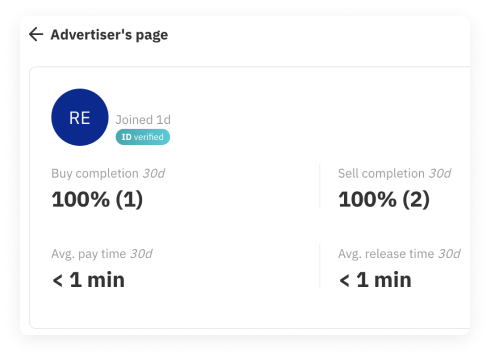 Advertiser's page
RE
Joined 1d
ID verified
Buy completion 30d
100% (1)
Sell completion 30d
100% (2)
Avg. pay time 30d
< 1 min
Avg. release time 30d
< 1 min